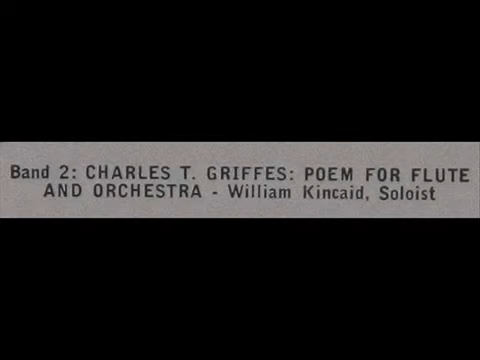 Band 2: CHARLES T. GRIFFES: POEM FOR FLUTE
AND ORCHESTRA - William Kincaid, Soloist